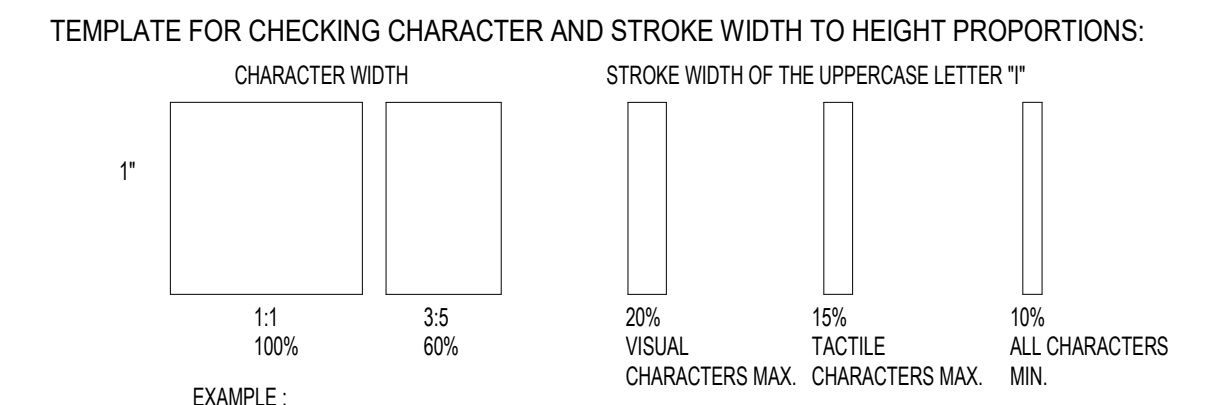 TEMPLATE FOR CHECKING CHARACTER AND STROKE WIDTH TO HEIGHT PROPORTIONS:
CHARACTER WIDTH
STROKE WIDTH OF THE UPPERCASE LETTER "I"
1"
1:1
100%
3:5
60%
20%
VISUAL
CHARACTERS MAX.
15%
TACTILE
CHARACTERS MAX.
10%
ALL CHARACTERS
MIN.
EXAMPLE :